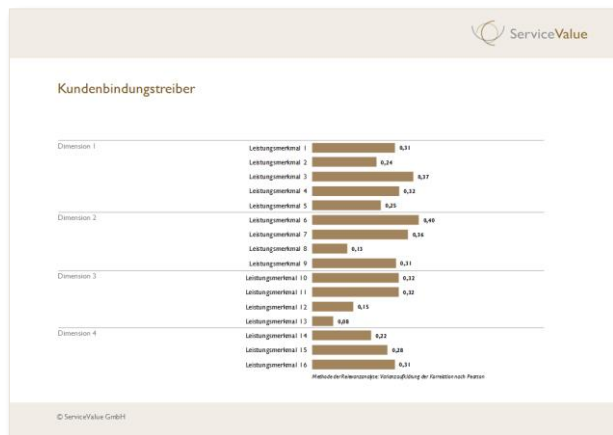 ServiceValue
Kundenbindungstreiber
Dimension 1
Leistungsmerkmal 1 0,31
Leistungsmerkmal 2 0,24
Leistungsmerkmal 3 0,37
Leistungsmerkmal 4 0,32
Leistungsmerkmal 5 0,25
Dimension 2
Leistungsmerkmal 6 0,40
Leistungsmerkmal 7 0,36
Leistungsmerkmal 8 0,13
Leistungsmerkmal 9 0,31
Dimension 3
Leistungsmerkmal 10 0,32
Leistungsmerkmal 11 0,32
Leistungsmerkmal 12 0,15
Leistungsmerkmal 13 0,08
Dimension 4
Leistungsmerkmal 14 0,22
Leistungsmerkmal 15 0,28
Leistungsmerkmal 16 0,31
Methode der Relevanzanalyse: Varianzaufklärung der Korrelation nach Pearson
© ServiceValue GmbH